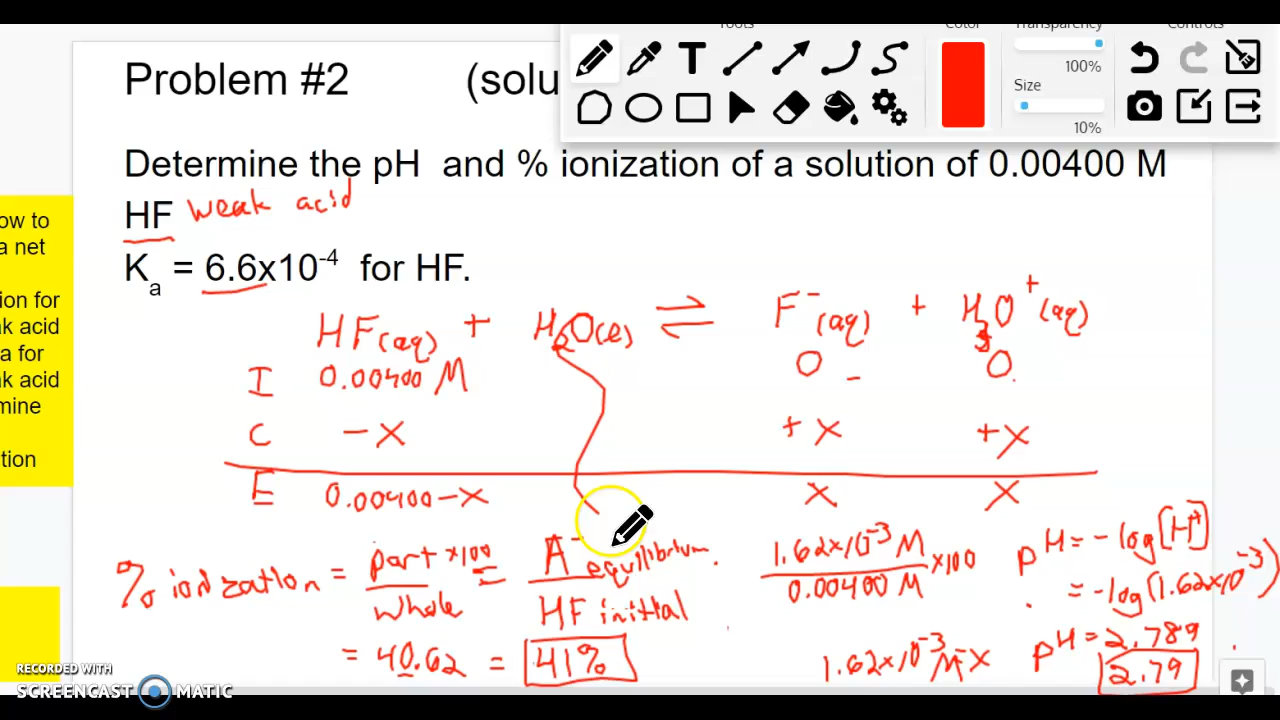 Tools
Color
Transparency
Controls
100%
Size
10%
Problem #2 (solu
Determine the pH and % ionization of a solution of 0.00400 M
HF weak acid
Ka = 6.6x10-4 for HF.
ow to
a net
ion for
ak acid
a for
ak acid
mine
tion
HF(aq) + H2O(l) ⇌ F-(aq) + H3O+(aq)
I 0.00400 M 0 0
C -x +x +x
E 0.00400-x x x
% ionization = part/whole x100 = A- equilibrium/HF initial 1.62x10-3 M/0.00400 M x100
= 40.62 = 41%
1.62x10-3 M = x
pH = -log[H+]
= -log(1.62x10-3)
pH = 2.789
2.79
RECORDED WITH
SCREENCAST MATIC